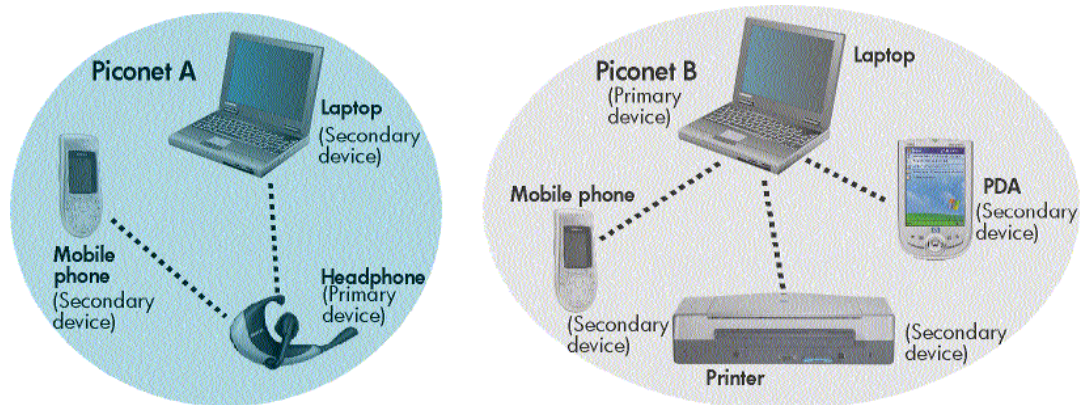 Piconet A
Laptop
(Secondary
device)
Mobile
phone
(Secondary
device)
Headphone
(Primary
device)
Piconet B
(Primary
device)
Laptop
Mobile phone
(Secondary
device)
PDA
(Secondary
device)
(Secondary
device)
Printer